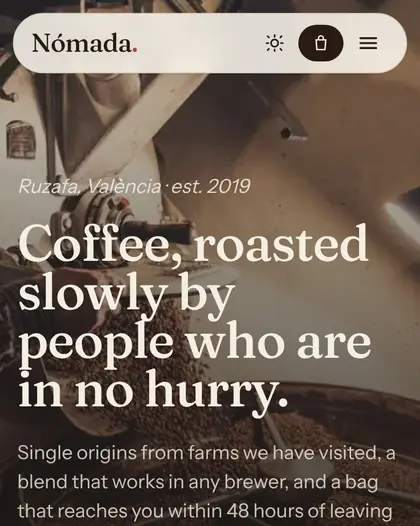 Nómada.
Ruzafa, València · est. 2019
Coffee, roasted
slowly by
people who are
in no hurry.
Single origins from farms we have visited, a
blend that works in any brewer, and a bag
that reaches you within 48 hours of leaving